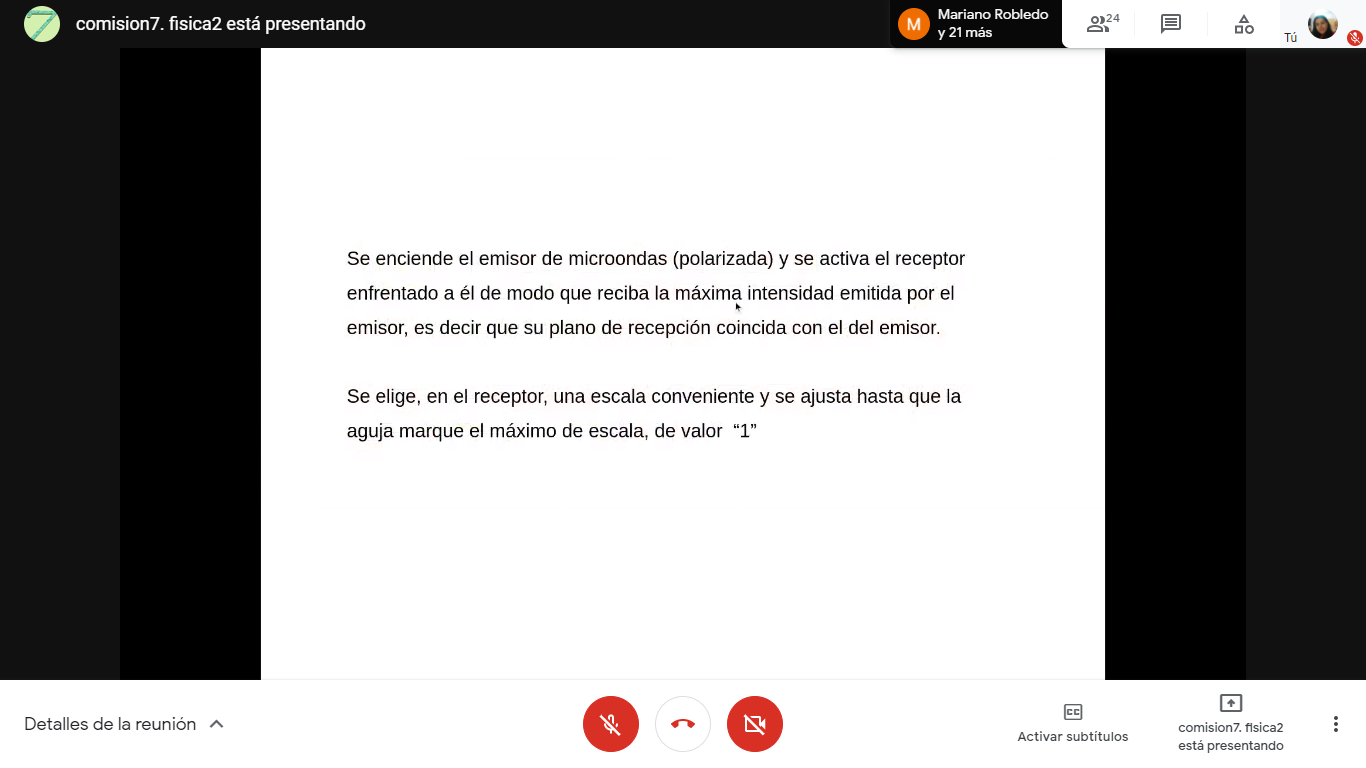 comision7. fisica2 está presentando
M
Mariano Robledo
y 21 más
24
Tú
Se enciende el emisor de microondas (polarizada) y se activa el receptor
enfrentado a él de modo que reciba la máxima intensidad emitida por el
emisor, es decir que su plano de recepción coincida con el del emisor.
Se elige, en el receptor, una escala conveniente y se ajusta hasta que la
aguja marque el máximo de escala, de valor “1”
Detalles de la reunión
CC
Activar subtítulos
comision7. fisica2
está presentando